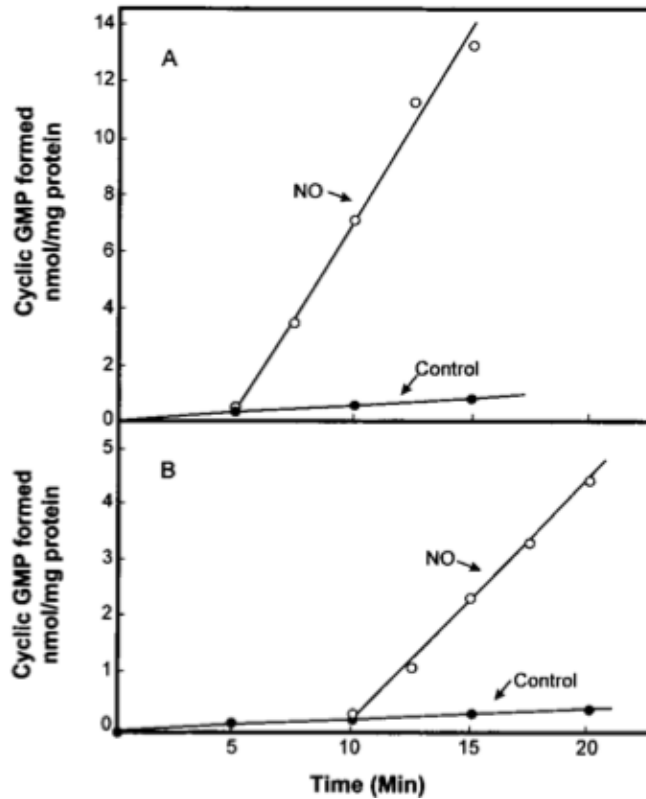 A
Cyclic GMP formed
nmol/mg protein
14
12
10
8
6
4
2
0
NO
Control
B
Cyclic GMP formed
nmol/mg protein
5
4
3
2
1
0
NO
Control
5
10
15
20
Time (Min)